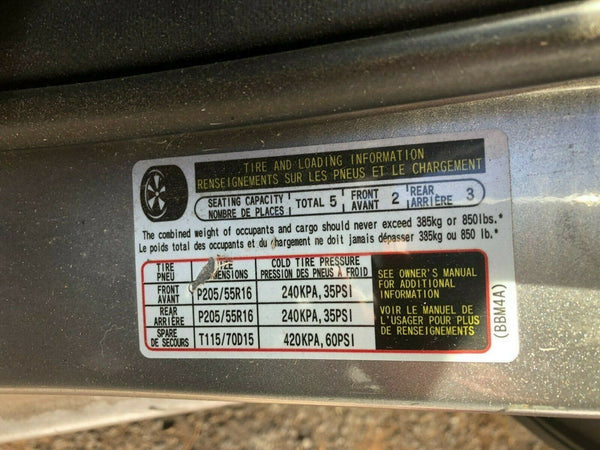 TIRE AND LOADING INFORMATION
RENSEIGNEMENTS SUR LES PNEUS ET LE CHARGEMENT
SEATING CAPACITY
NOMBRE DE PLACES
TOTAL 5
FRONT
AVANT 2
REAR
ARRIÈRE 3
The combined weight of occupants and cargo should never exceed 385kg or 850lbs.*
Le poids total des occupants et du chargement ne doit jamais dépasser 385kg ou 850 lb.*
TIRE
PNEU
COLD TIRE PRESSURE
PRESSION DES PNEUS À FROID
FRONT
AVANT
P205/55R16
240KPA,35PSI
REAR
ARRIÈRE
P205/55R16
240KPA,35PSI
SPARE
DE SECOURS
T115/70D15
420KPA,60PSI
SEE OWNER'S MANUAL
FOR ADDITIONAL
INFORMATION
VOIR LE MANUEL DE
L'USAGER POUR PLUS
DE RENSEIGNEMENTS
(BBM4A)